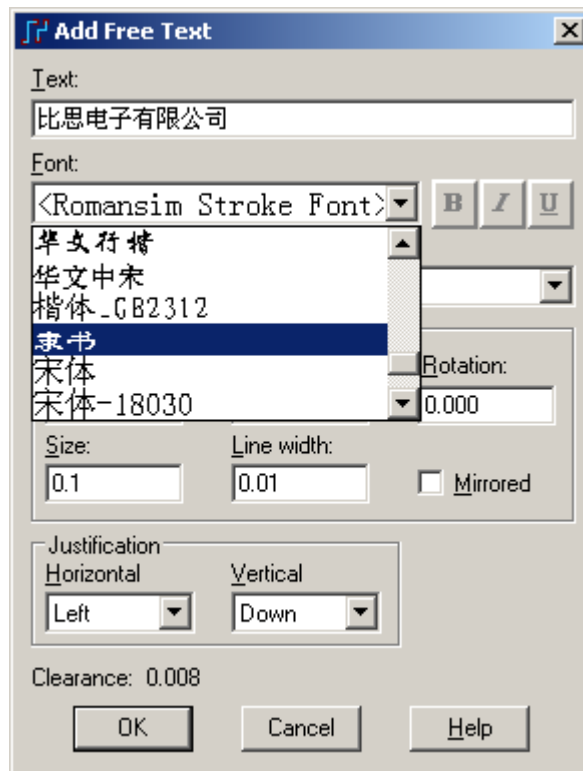 Add Free Text
Text:
比思电子有限公司
Font:
<Romansim Stroke Font>
B I U
华文行楷
华文中宋
楷体_GB2312
隶书
宋体
宋体-18030
Rotation:
0.000
Size:
Line width:
0.1
0.01
Mirrored
Justification
Horizontal
Vertical
Left
Down
Clearance: 0.008
OK
Cancel
Help